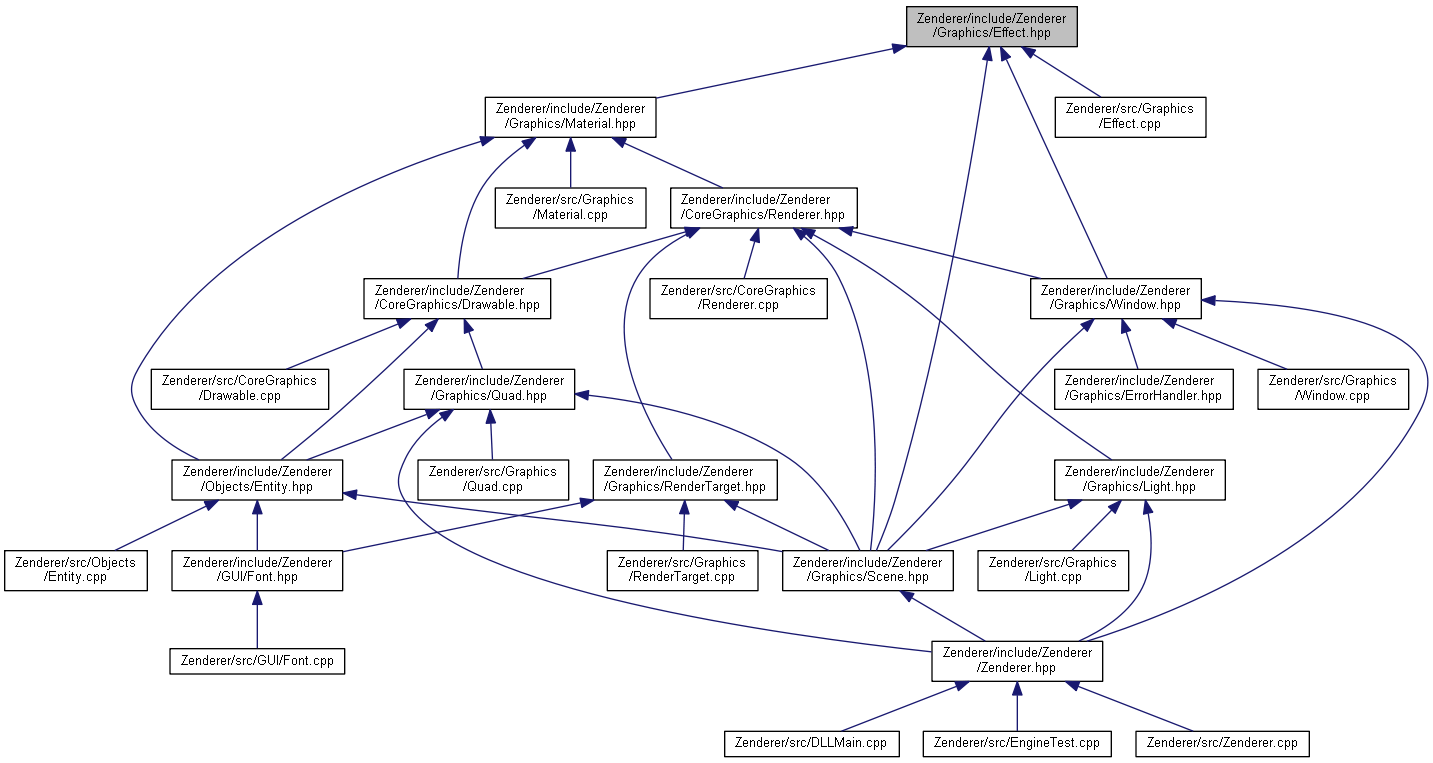 Zenderer/include/Zenderer
/Graphics/Effect.hpp
Zenderer/include/Zenderer
/Graphics/Material.hpp
Zenderer/src/Graphics
/Effect.cpp
Zenderer/src/Graphics
/Material.cpp
Zenderer/include/Zenderer
/CoreGraphics/Renderer.hpp
Zenderer/include/Zenderer
/CoreGraphics/Drawable.hpp
Zenderer/src/CoreGraphics
/Renderer.cpp
Zenderer/include/Zenderer
/Graphics/Window.hpp
Zenderer/src/CoreGraphics
/Drawable.cpp
Zenderer/include/Zenderer
/Graphics/Quad.hpp
Zenderer/include/Zenderer
/Graphics/ErrorHandler.hpp
Zenderer/src/Graphics
/Window.cpp
Zenderer/include/Zenderer
/Objects/Entity.hpp
Zenderer/src/Graphics
/Quad.cpp
Zenderer/include/Zenderer
/Graphics/RenderTarget.hpp
Zenderer/include/Zenderer
/Graphics/Light.hpp
Zenderer/src/Objects
/Entity.cpp
Zenderer/include/Zenderer
/GUI/Font.hpp
Zenderer/src/Graphics
/RenderTarget.cpp
Zenderer/include/Zenderer
/Graphics/Scene.hpp
Zenderer/src/Graphics
/Light.cpp
Zenderer/src/GUI/Font.cpp
Zenderer/include/Zenderer
/Zenderer.hpp
Zenderer/src/DLLMain.cpp
Zenderer/src/EngineTest.cpp
Zenderer/src/Zenderer.cpp